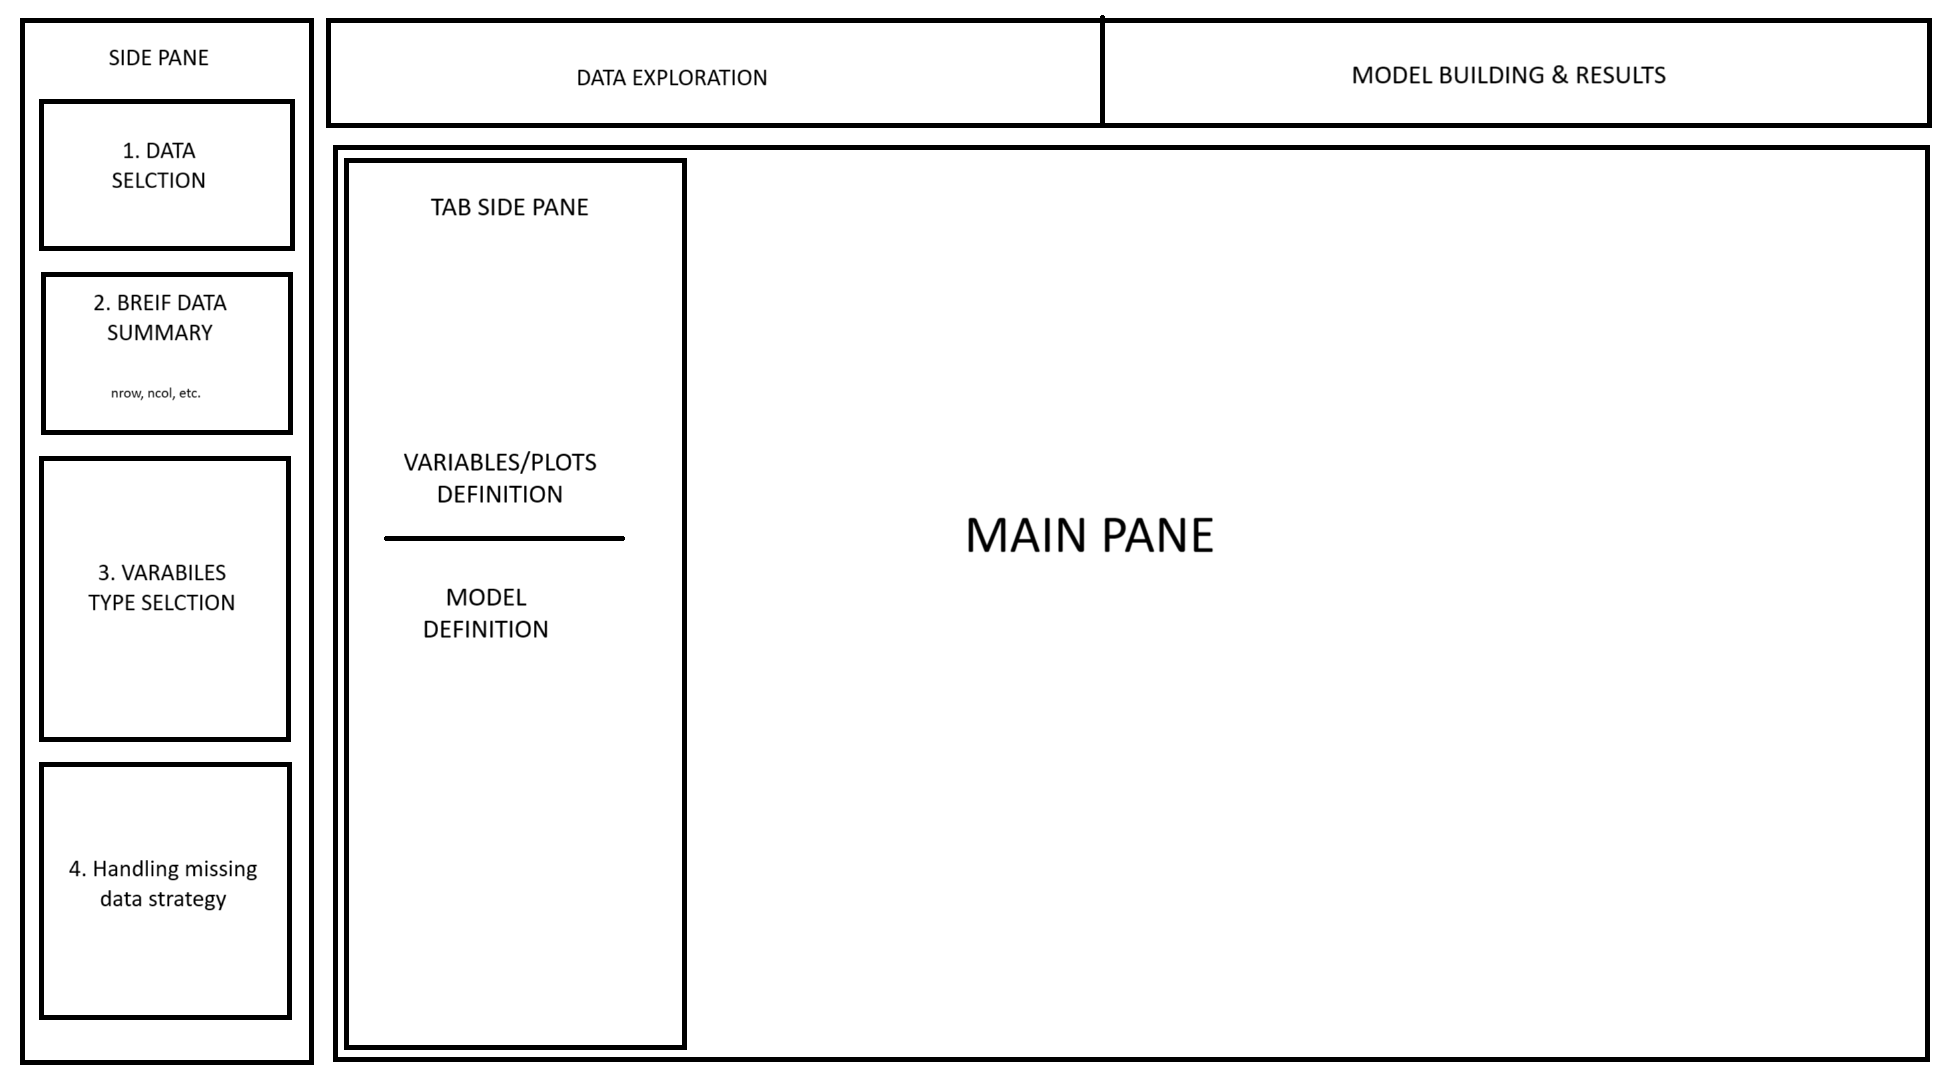 SIDE PANE
1. DATA
SELCTION
2. BREIF DATA
SUMMARY
nrow, ncol, etc.
3. VARABILES
TYPE SELCTION
4. Handling missing
data strategy
DATA EXPLORATION
MODEL BUILDING & RESULTS
TAB SIDE PANE
VARIABLES/PLOTS
DEFINITION
MODEL
DEFINITION
MAIN PANE